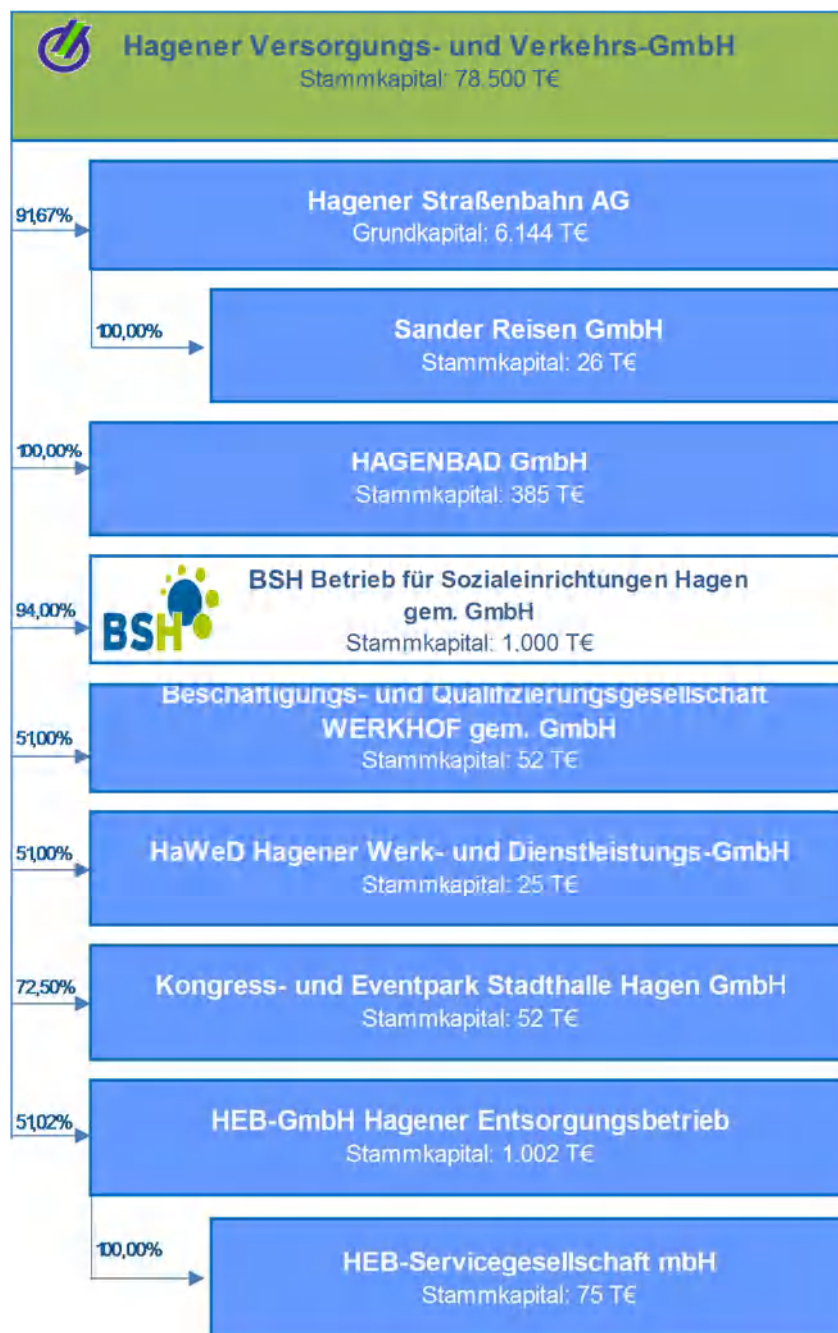 Hagener Versorgungs- und Verkehrs-GmbH
Stammkapital: 78.500 T€
91,67%
Hagener Straßenbahn AG
Grundkapital: 6.144 T€
100,00%
Sander Reisen GmbH
Stammkapital: 26 T€
100,00%
HAGENBAD GmbH
Stammkapital: 385 T€
94,00%
BSH
BSH Betrieb für Sozialeinrichtungen Hagen
gem. GmbH
Stammkapital: 1.000 T€
51,00%
Beschäftigungs- und Qualifizierungsgesellschaft
WERKHOF gem. GmbH
Stammkapital: 52 T€
51,00%
HaWeD Hagener Werk- und Dienstleistungs-GmbH
Stammkapital: 25 T€
72,50%
Kongress- und Eventpark Stadthalle Hagen GmbH
Stammkapital: 52 T€
51,02%
HEB-GmbH Hagener Entsorgungsbetrieb
Stammkapital: 1.002 T€
100,00%
HEB-Servicegesellschaft mbH
Stammkapital: 75 T€